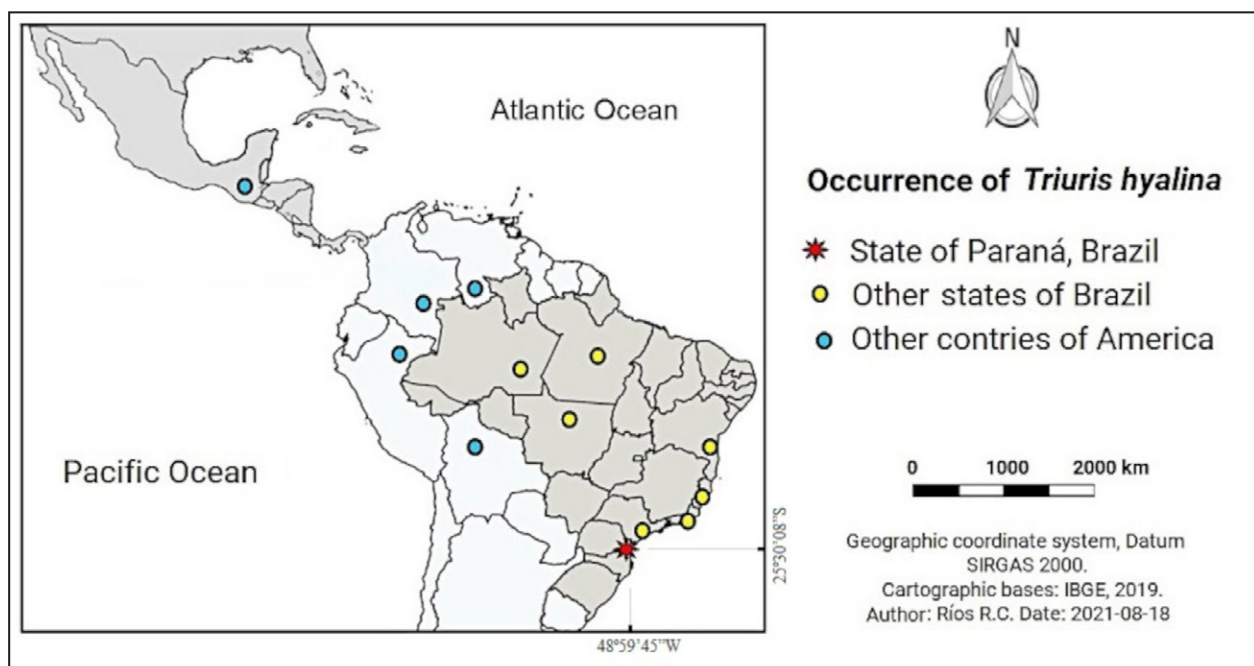 Atlantic Ocean
Pacific Ocean
25°30'08"S
48°59'45"W
N
Occurrence of Triuris hyalina
State of Paraná, Brazil
Other states of Brazil
Other contries of America
0 1000 2000 km
Geographic coordinate system, Datum
SIRGAS 2000.
Cartographic bases: IBGE, 2019.
Author: Ríos R.C. Date: 2021-08-18